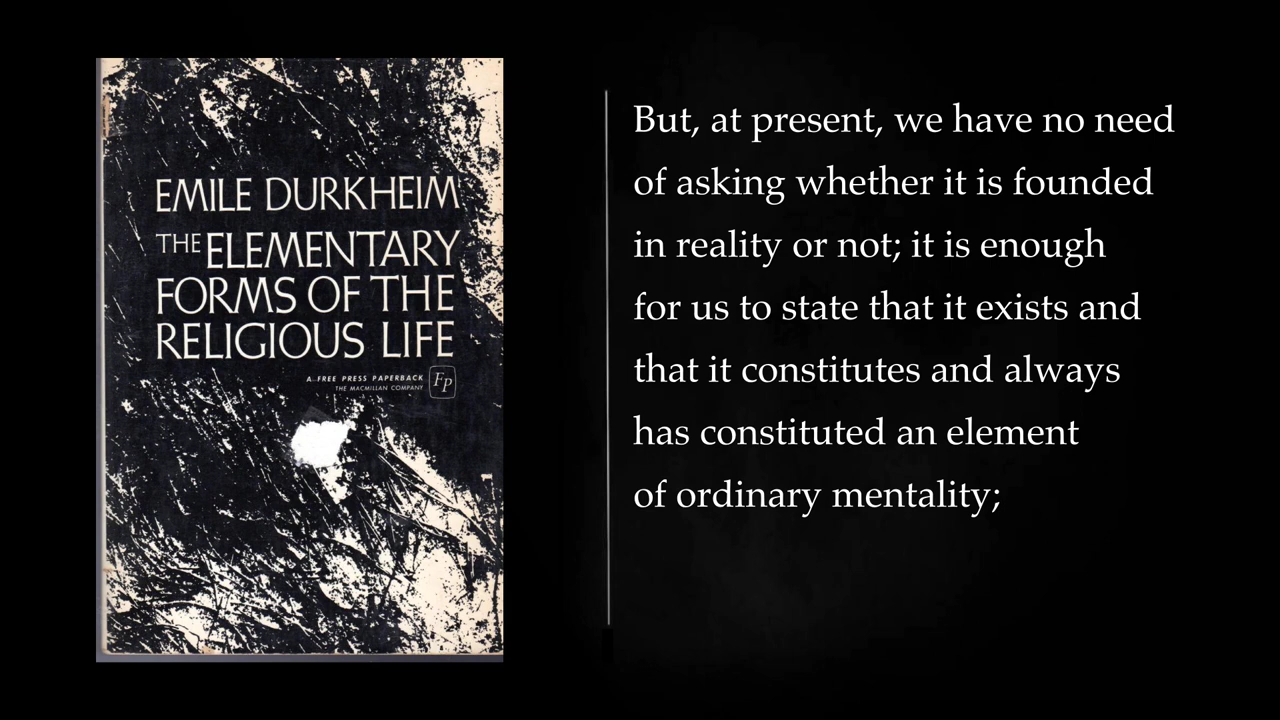 EMILE DURKHEIM
THE ELEMENTARY
FORMS OF THE
RELIGIOUS LIFE
A FREE PRESS PAPERBACK
THE MACMILLAN COMPANY
FP
But, at present, we have no need
of asking whether it is founded
in reality or not; it is enough
for us to state that it exists and
that it constitutes and always
has constituted an element
of ordinary mentality;